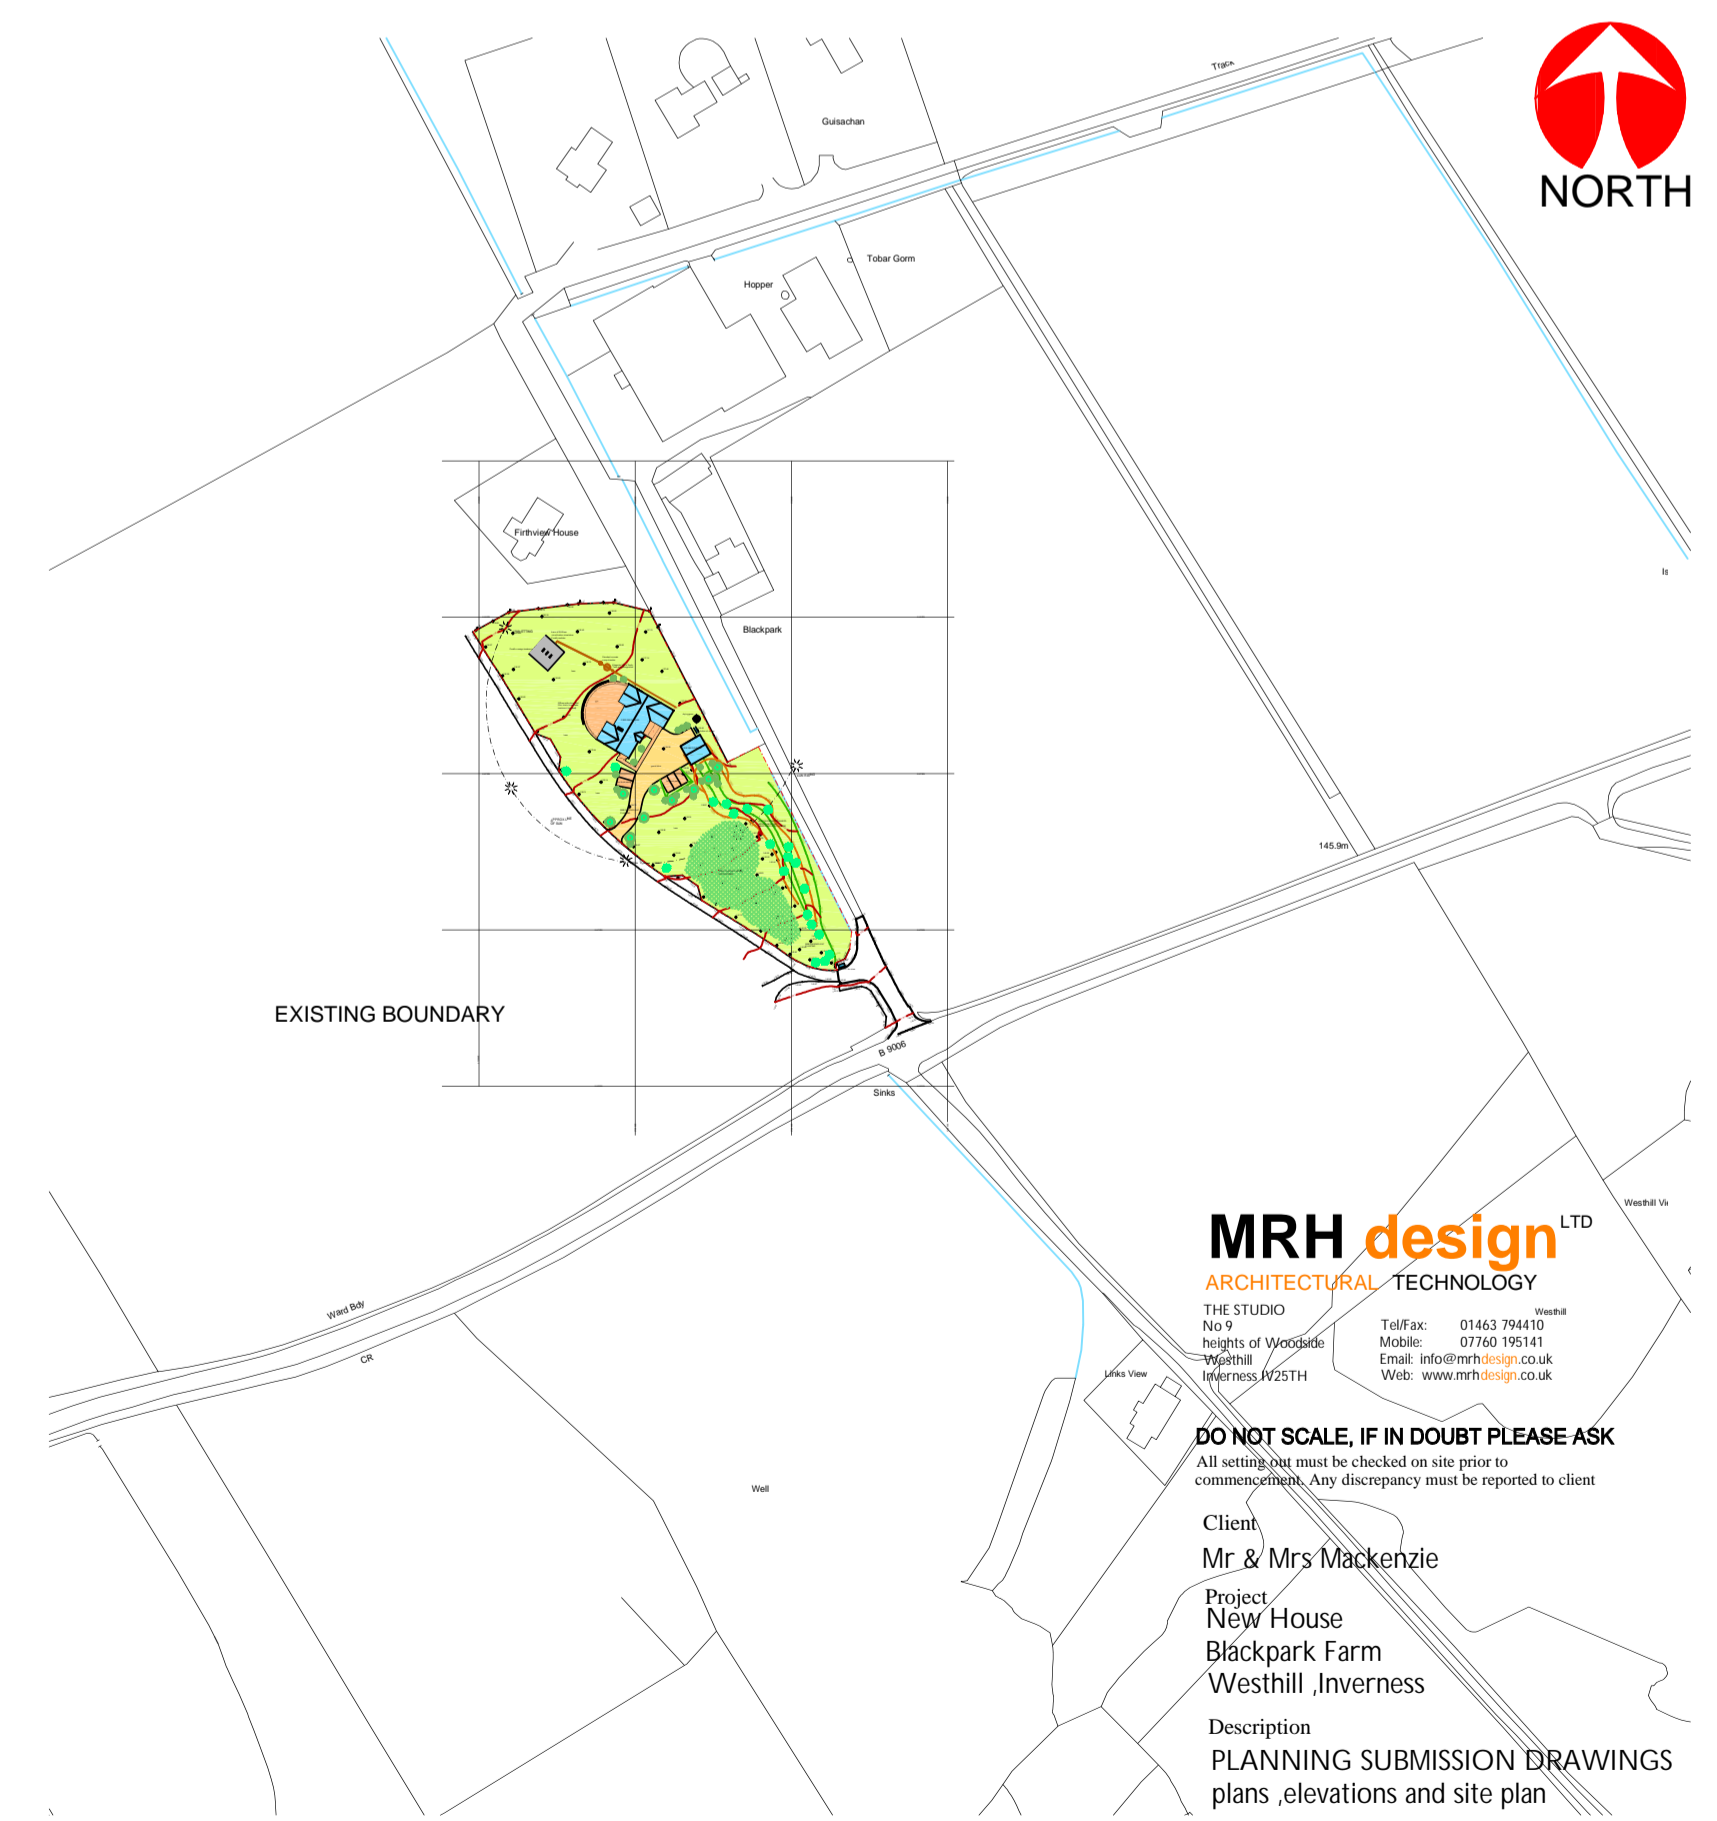 Track
Guisachan
NORTH
Tobar Gorm
Hopper
Firthview House
Is
Blackpark
145.9m
EXISTING BOUNDARY
B 9006
Sinks
Westhill Vi
MRH design LTD
ARCHITECTURAL TECHNOLOGY
Ward Bdy
CR
Westhill
THE STUDIO
No 9
heights of Woodside
Westhill
Inverness IV25TH
Tel/Fax: 01463 794410
Mobile: 07760 195141
Email: info@mrhdesign.co.uk
Web: www.mrhdesign.co.uk
Links View
DO NOT SCALE, IF IN DOUBT PLEASE ASK
All setting out must be checked on site prior to
commencement. Any discrepancy must be reported to client
Well
Client
Mr & Mrs Mackenzie
Project
New House
Blackpark Farm
Westhill ,Inverness
Description
PLANNING SUBMISSION DRAWINGS
plans ,elevations and site plan